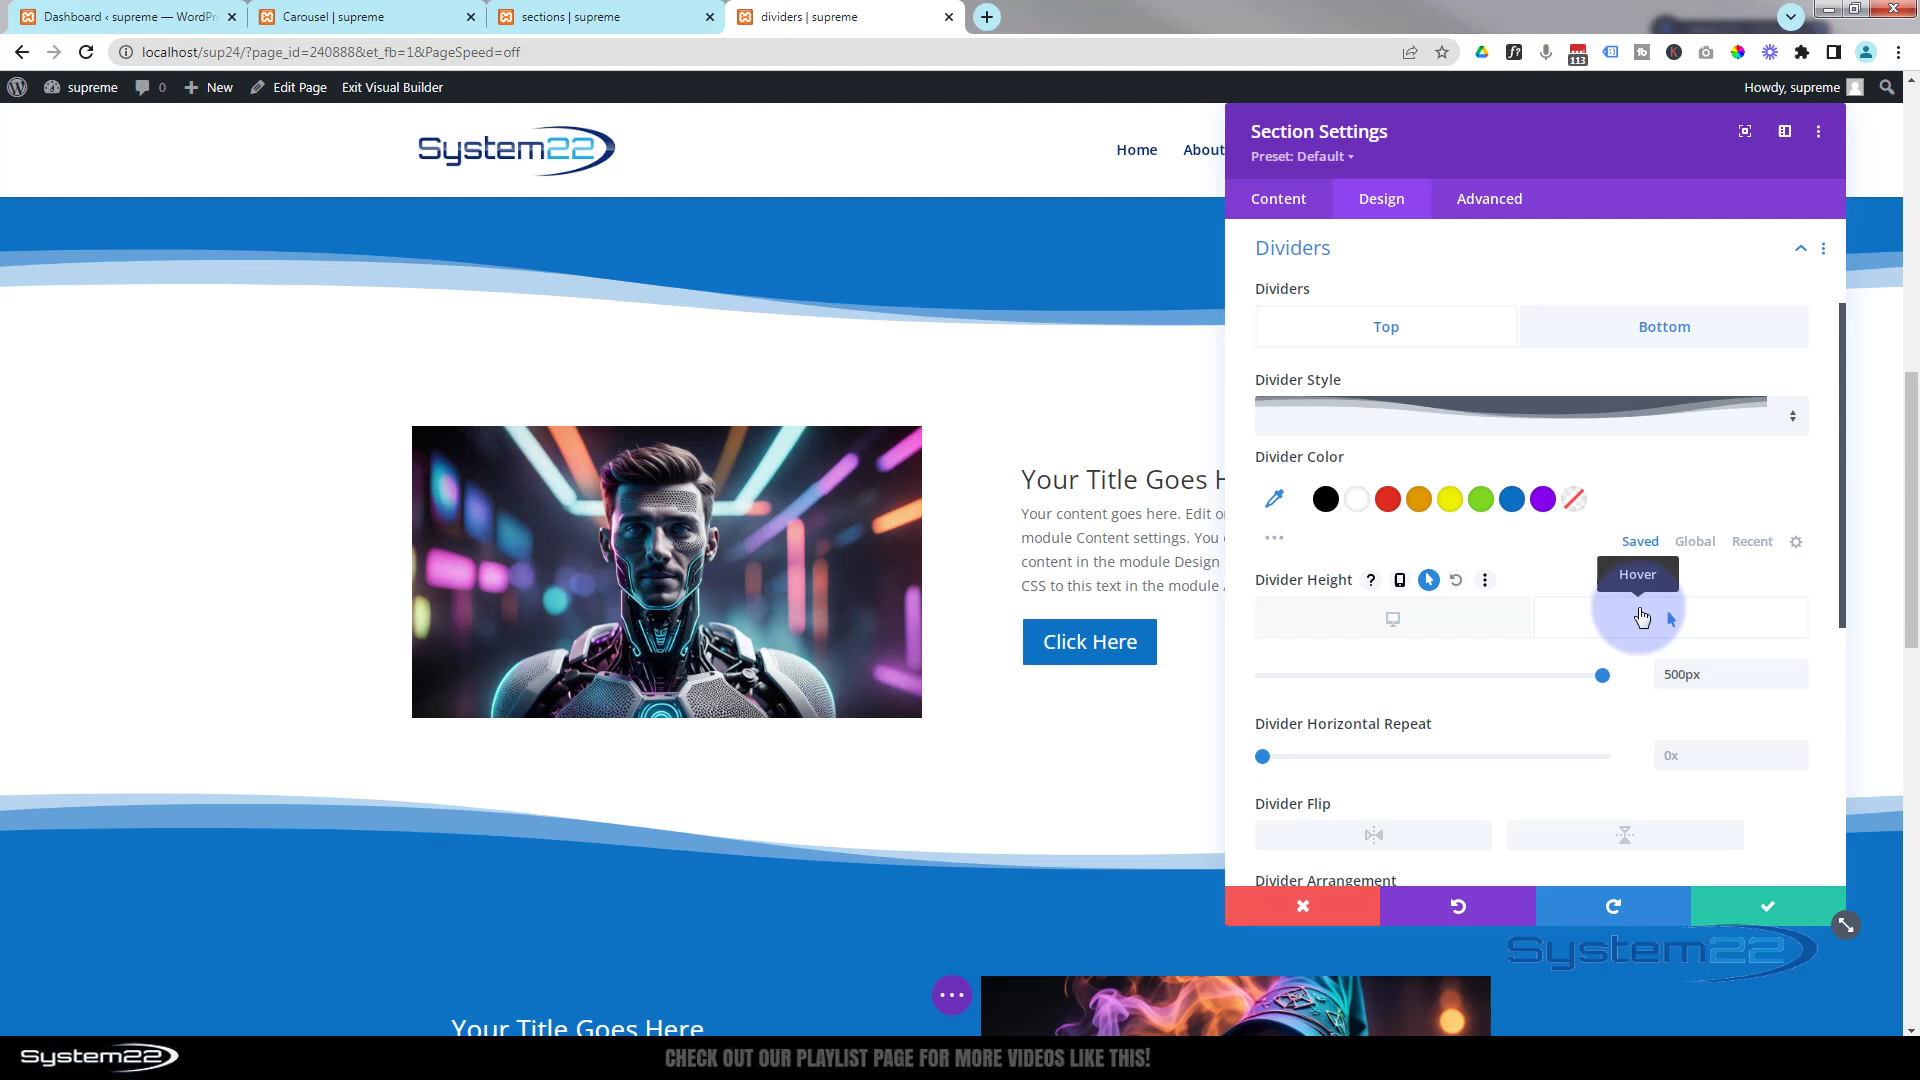 Dashboard ‹ supreme — WordPr
Carousel | supreme
sections | supreme
dividers | supreme
localhost/sup24/?page_id=240888&et_fb=1&PageSpeed=off
113
supreme
0
New
Edit Page
Exit Visual Builder
Howdy, supreme
System22
Home
About
Section Settings
Preset: Default
Content
Design
Advanced
Dividers
Dividers
Top
Bottom
Divider Style
Divider Color
Saved
Global
Recent
Hover
Divider Height
500px
Divider Horizontal Repeat
0x
Divider Flip
Divider Arrangement
Your Title Goes H
Your content goes here. Edit o
module Content settings. You
content in the module Design
CSS to this text in the module
Click Here
System22
Your Title Goes Here
System22
CHECK OUT OUR PLAYLIST PAGE FOR MORE VIDEOS LIKE THIS!